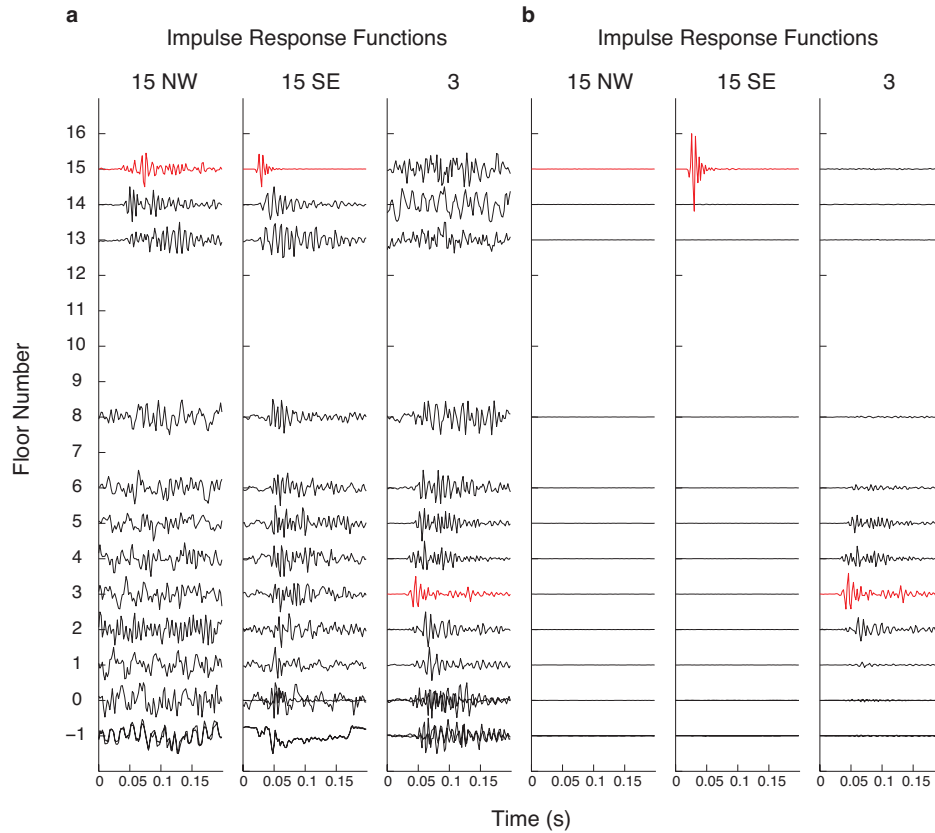 a
b
Impulse Response Functions
Impulse Response Functions
15 NW
15 SE
3
15 NW
15 SE
3
16
15
14
13
12
11
10
9
8
7
6
5
4
3
2
1
0
−1
Floor Number
0 0.05 0.1 0.15
0 0.05 0.1 0.15
0 0.05 0.1 0.15
0 0.05 0.1 0.15
0 0.05 0.1 0.15
0 0.05 0.1 0.15
Time (s)